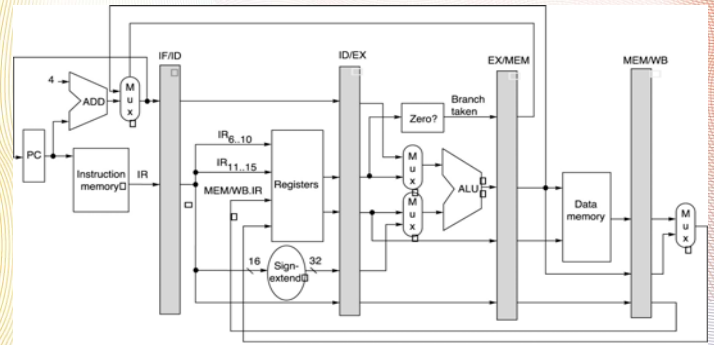 IF/ID
ID/EX
EX/MEM
MEM/WB
4
ADD
M
u
x
Branch
taken
Zero?
IR6..10
IR11..15
MEM/WB.IR
PC
Instruction
memory
IR
Registers
M
u
x
M
u
x
ALU
Data
memory
M
u
x
16
Sign-
extend
32